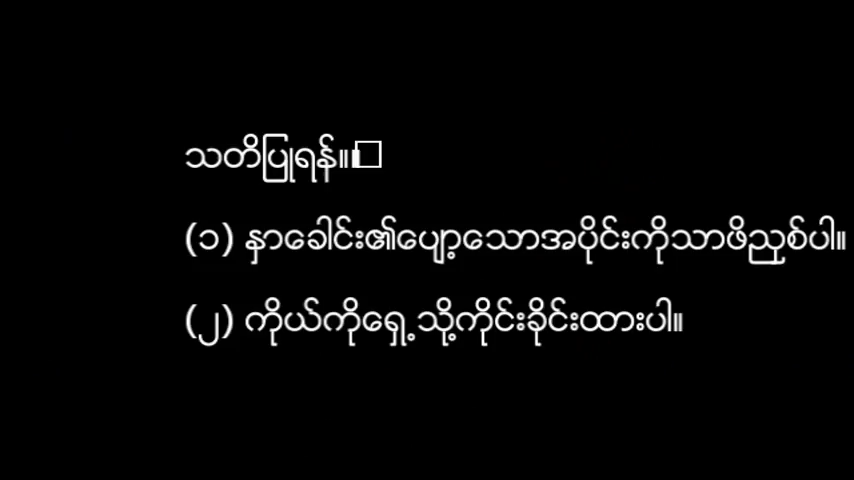 သတိပြုရန်။။
(၁) နှာခေါင်း၏ပျော့သောအပိုင်းကိုသာဖိညှစ်ပါ။
(၂) ကိုယ်ကိုရှေ့သို့ကိုင်းခိုင်းထားပါ။